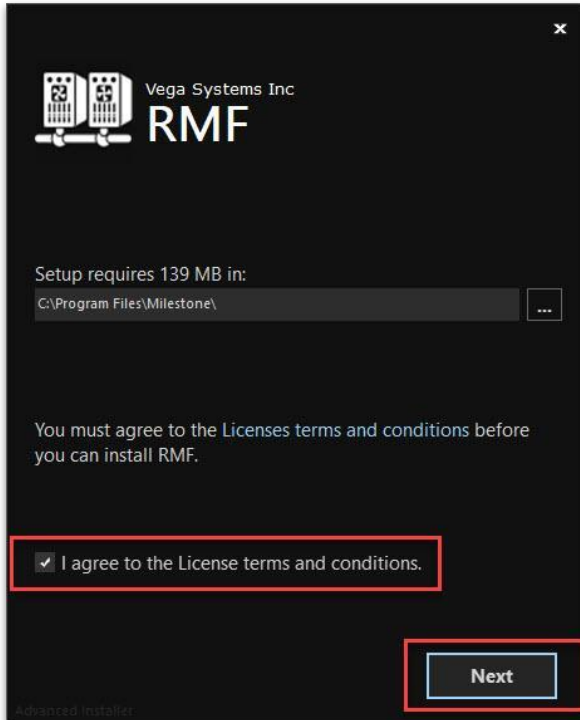 Vega Systems Inc
RMF
Setup requires 139 MB in:
C:\Program Files\Milestone\
...
You must agree to the Licenses terms and conditions before
you can install RMF.
I agree to the License terms and conditions.
Next
Advanced Installer